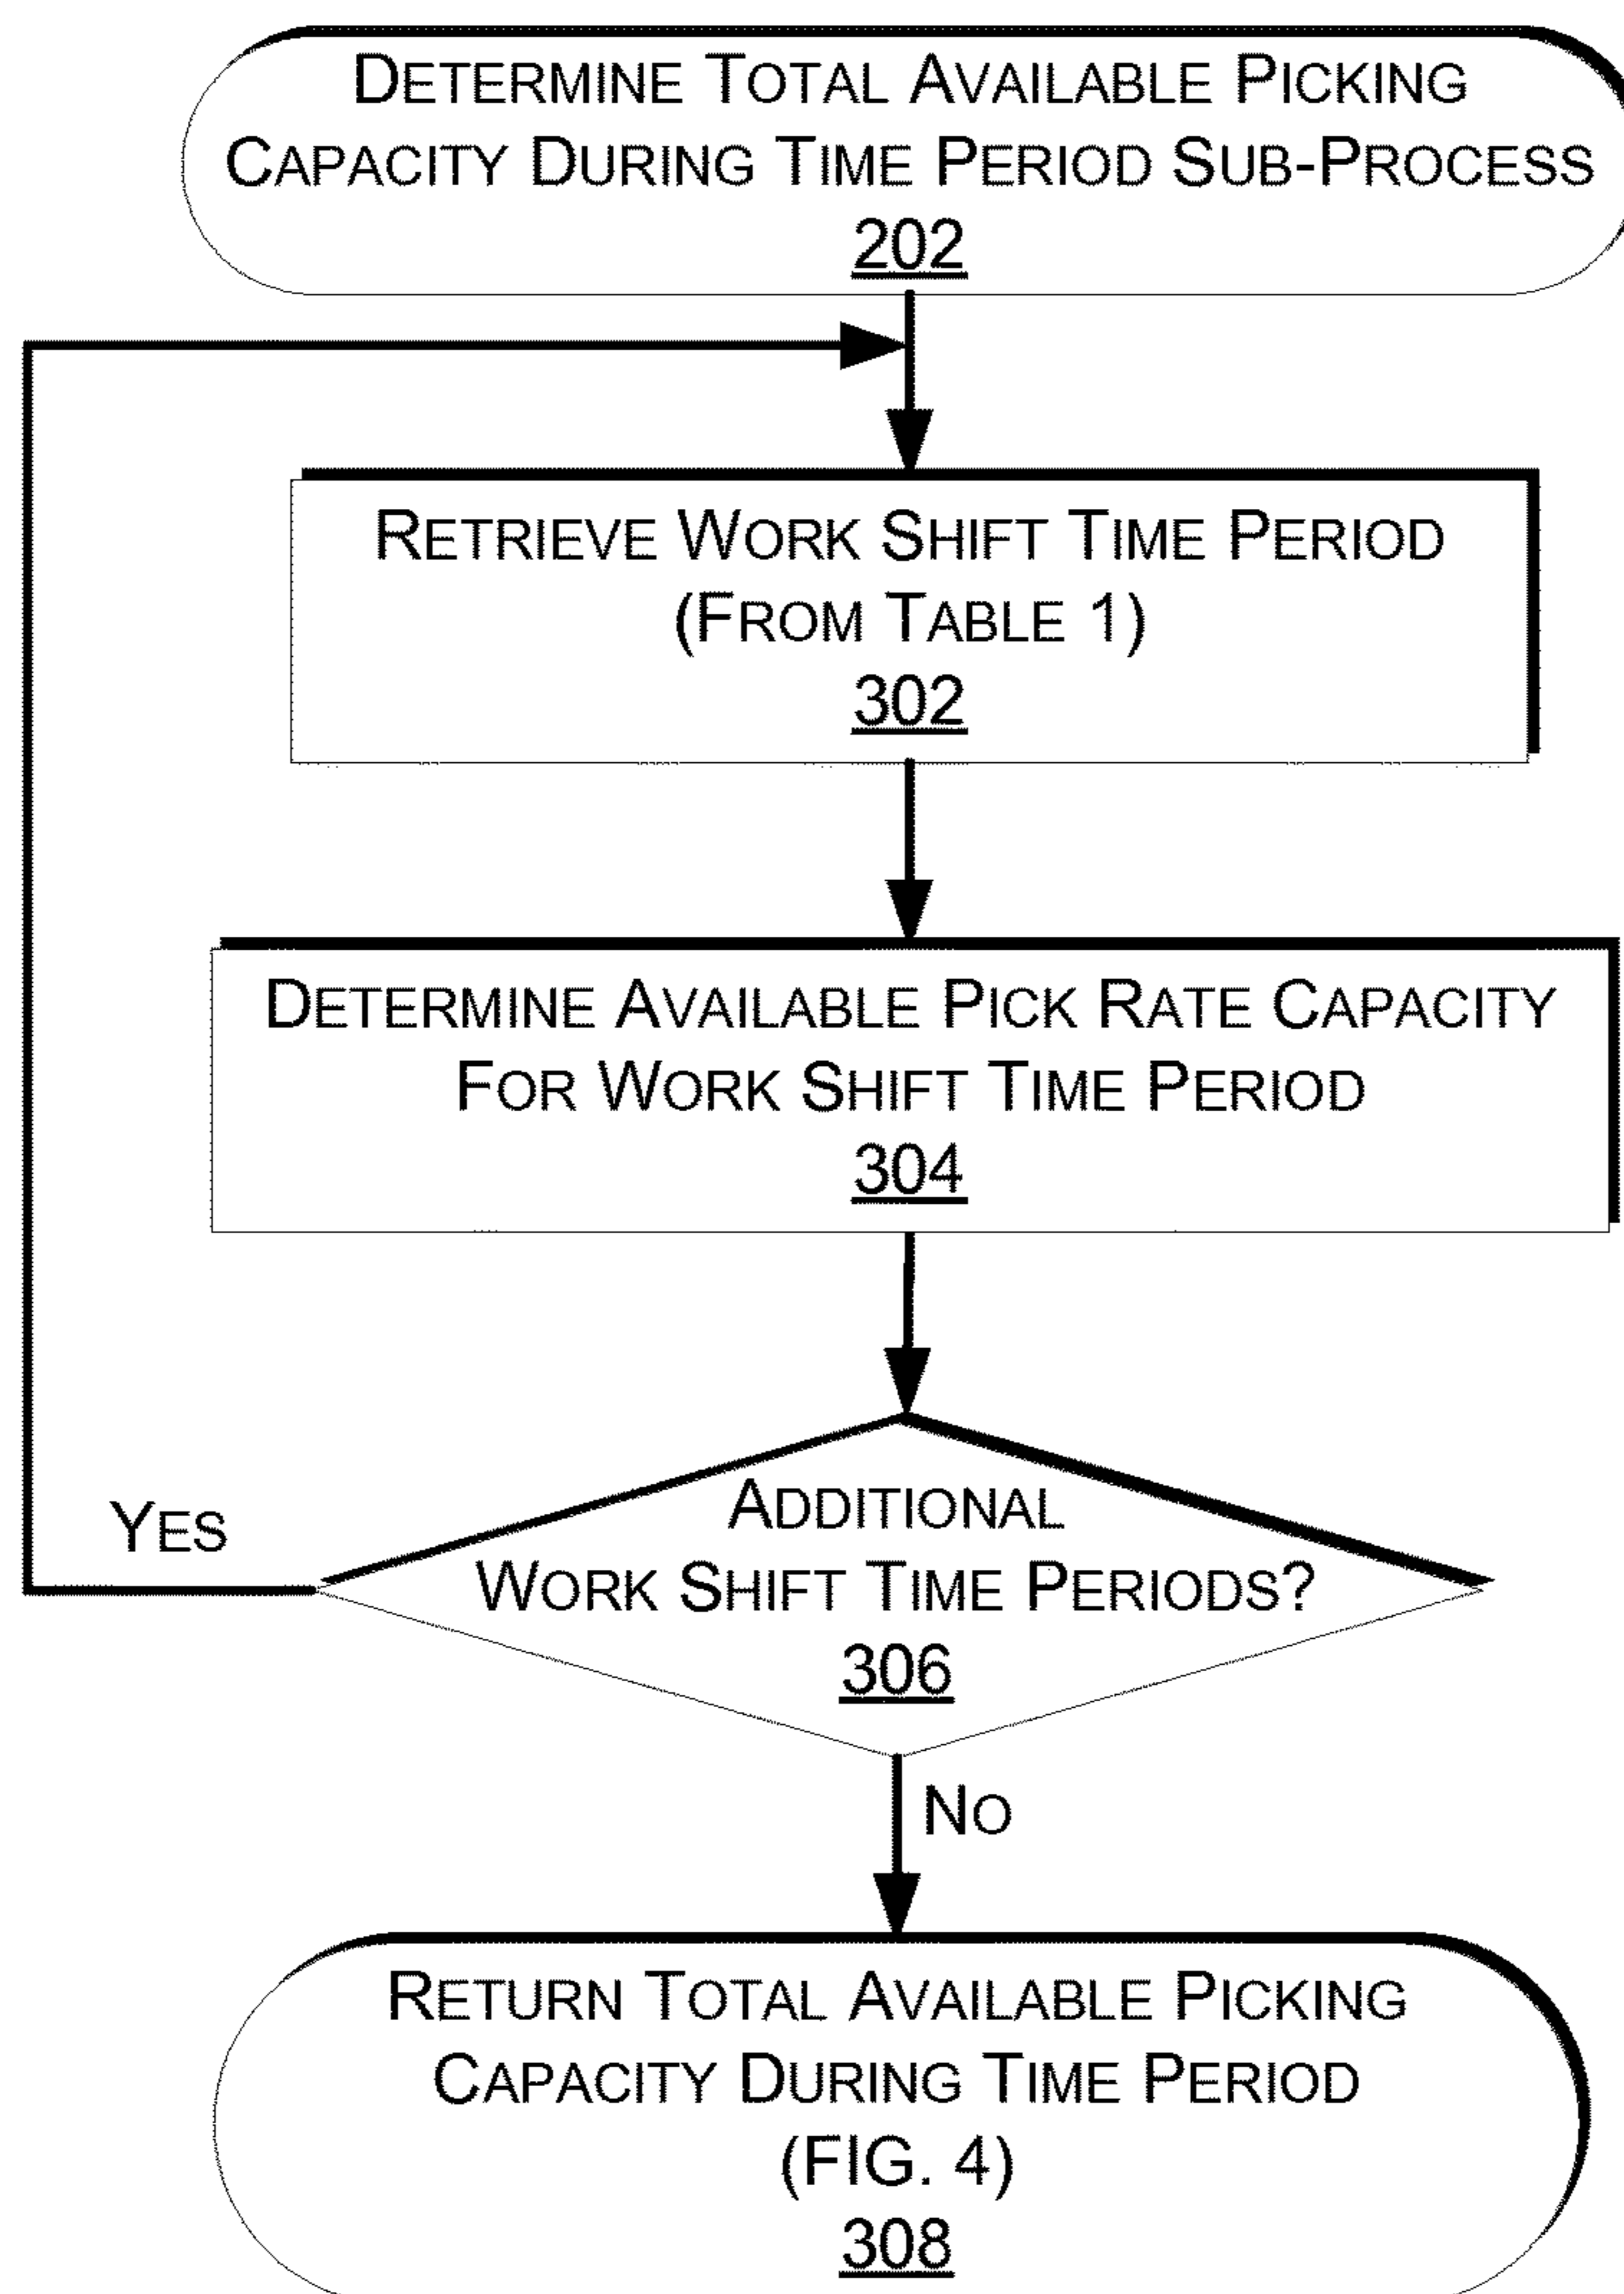 DETERMINE TOTAL AVAILABLE PICKING
CAPACITY DURING TIME PERIOD SUB-PROCESS
202
RETRIEVE WORK SHIFT TIME PERIOD
(FROM TABLE 1)
302
DETERMINE AVAILABLE PICK RATE CAPACITY
FOR WORK SHIFT TIME PERIOD
304
YES
ADDITIONAL
WORK SHIFT TIME PERIODS?
306
NO
RETURN TOTAL AVAILABLE PICKING
CAPACITY DURING TIME PERIOD
(FIG. 4)
308